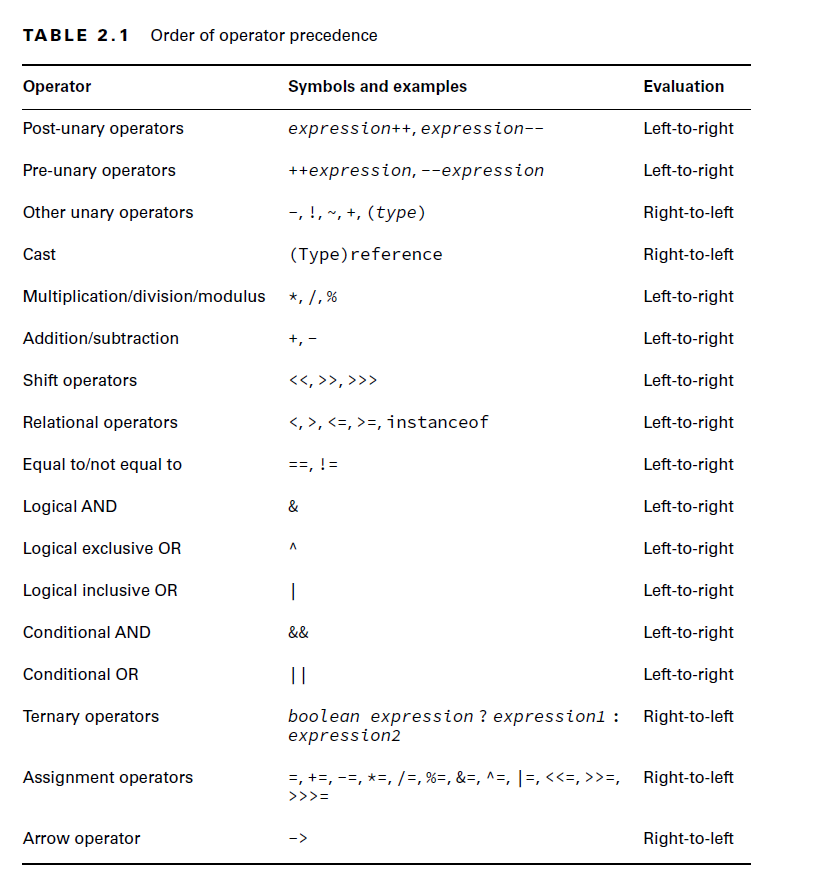 TABLE 2.1 Order of operator precedence
Operator Symbols and examples Evaluation
Post-unary operators expression++, expression-- Left-to-right
Pre-unary operators ++expression, --expression Left-to-right
Other unary operators -, !, ~, +, (type) Right-to-left
Cast (Type)reference Right-to-left
Multiplication/division/modulus *, /, % Left-to-right
Addition/subtraction +, - Left-to-right
Shift operators <<, >>, >>> Left-to-right
Relational operators <, >, <=, >=, instanceof Left-to-right
Equal to/not equal to ==, != Left-to-right
Logical AND & Left-to-right
Logical exclusive OR ^ Left-to-right
Logical inclusive OR | Left-to-right
Conditional AND && Left-to-right
Conditional OR || Left-to-right
Ternary operators boolean expression ? expression1 : Right-to-left
expression2
Assignment operators =, +=, -=, *=, /=, %=, &=, ^=, |=, <<=, >>=, Right-to-left
>>>=
Arrow operator -> Right-to-left